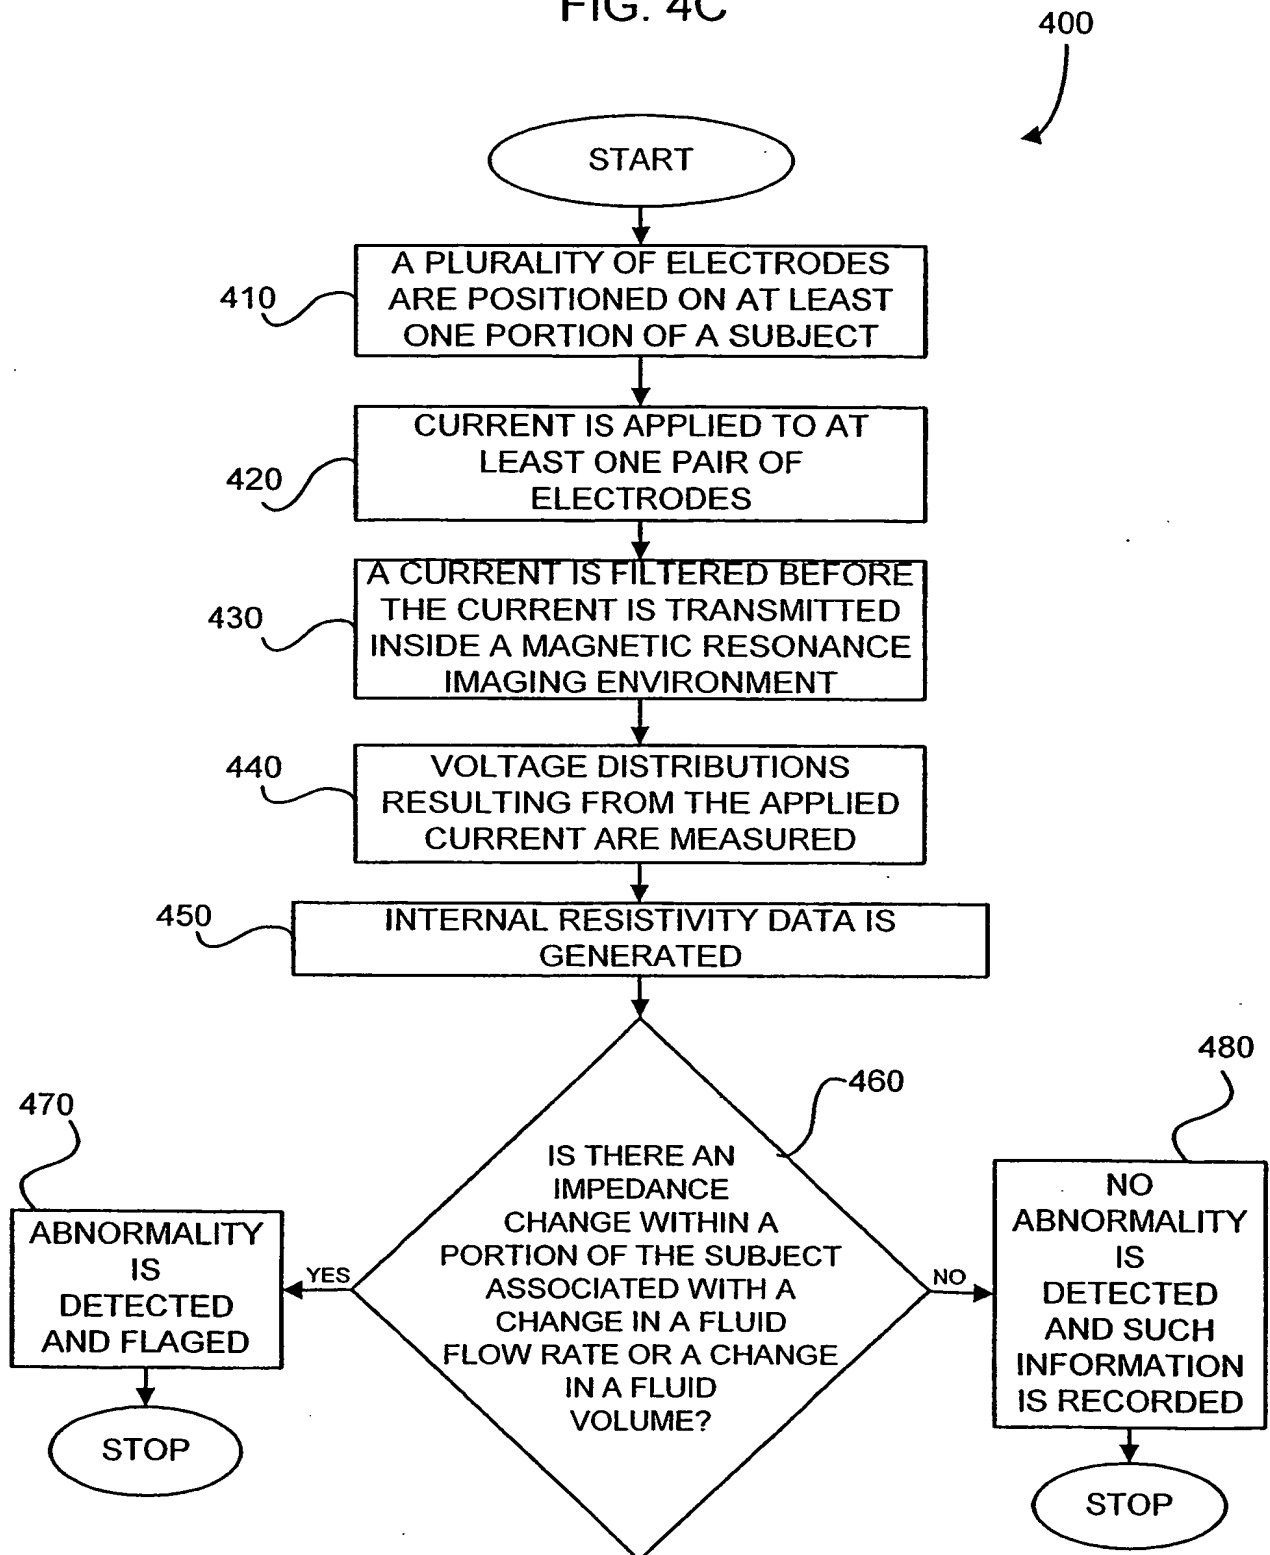 FIG. 4C
400
START
410
A PLURALITY OF ELECTRODES
ARE POSITIONED ON AT LEAST
ONE PORTION OF A SUBJECT
420
CURRENT IS APPLIED TO AT
LEAST ONE PAIR OF
ELECTRODES
430
A CURRENT IS FILTERED BEFORE
THE CURRENT IS TRANSMITTED
INSIDE A MAGNETIC RESONANCE
IMAGING ENVIRONMENT
440
VOLTAGE DISTRIBUTIONS
RESULTING FROM THE APPLIED
CURRENT ARE MEASURED
450
INTERNAL RESISTIVITY DATA IS
GENERATED
460
IS THERE AN
IMPEDANCE
CHANGE WITHIN A
PORTION OF THE SUBJECT
ASSOCIATED WITH A
CHANGE IN A FLUID
FLOW RATE OR A CHANGE
IN A FLUID
VOLUME?
YES
470
ABNORMALITY
IS
DETECTED
AND FLAGED
STOP
NO
480
NO
ABNORMALITY
IS
DETECTED
AND SUCH
INFORMATION
IS RECORDED
STOP